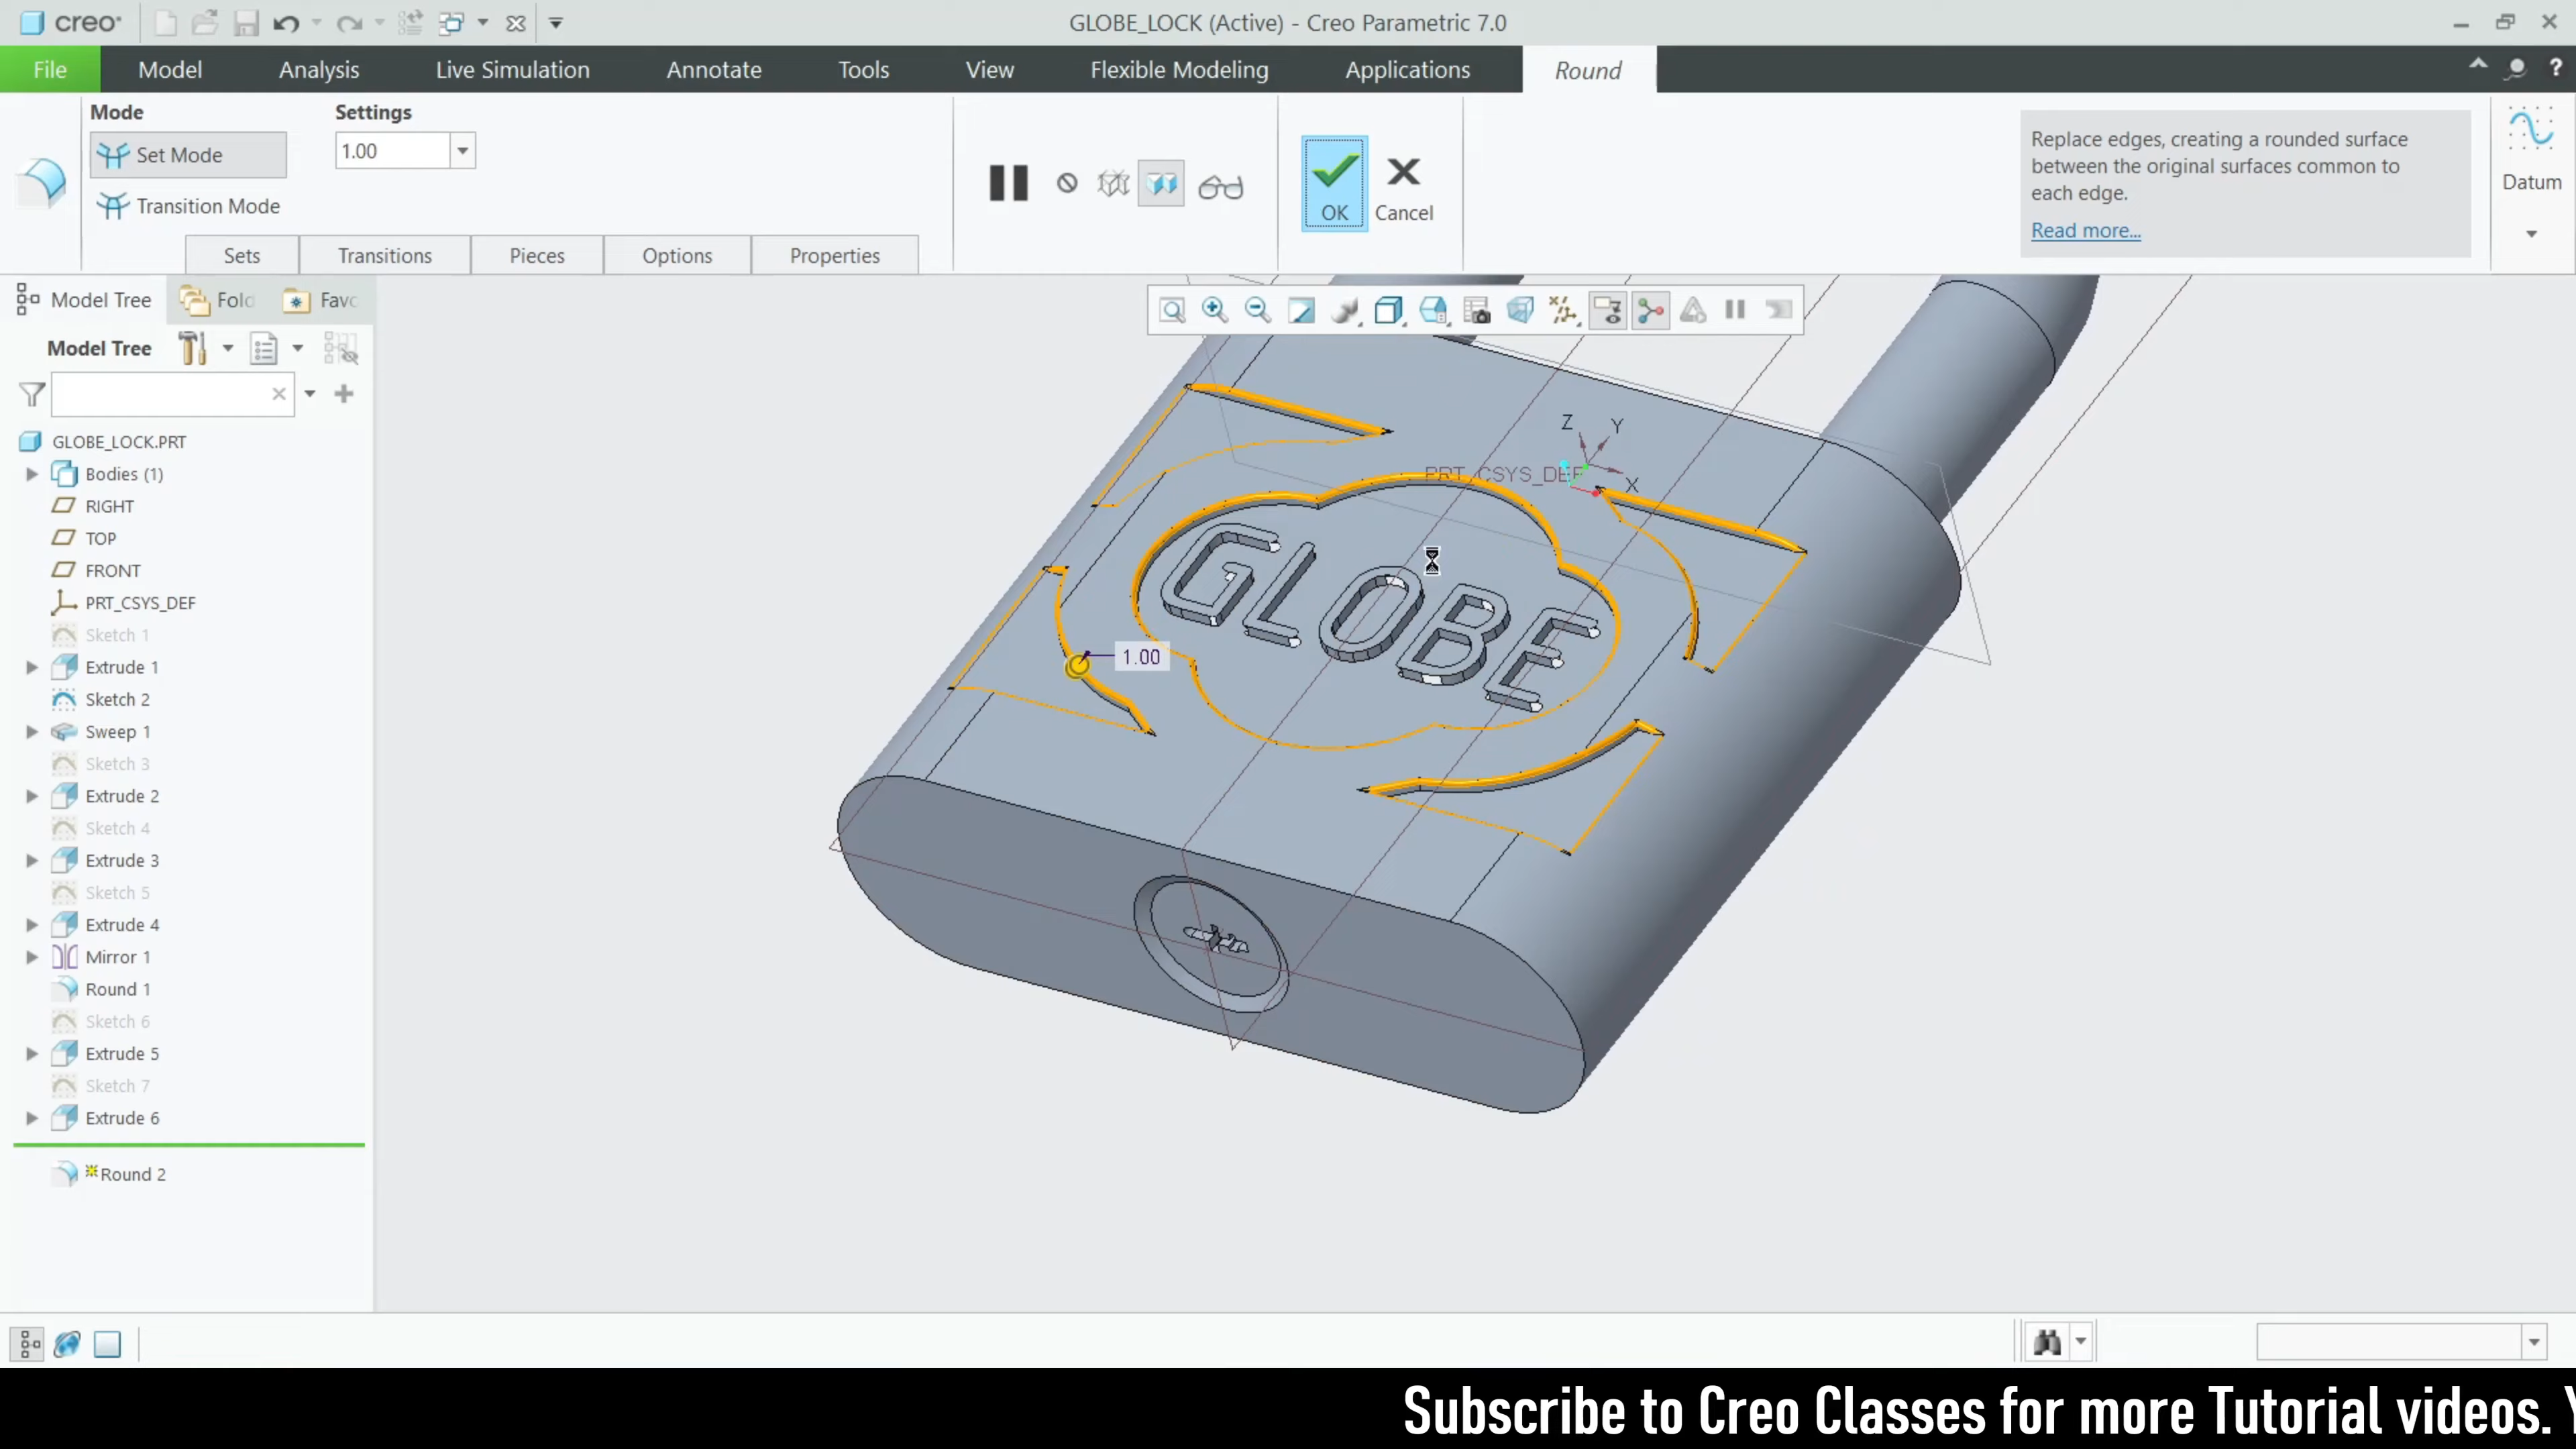 creo
GLOBE_LOCK (Active) - Creo Parametric 7.0
File Model Analysis Live Simulation Annotate Tools View Flexible Modeling Applications Round
Mode
Set Mode
Transition Mode
Settings
1.00
Sets Transitions Pieces Options Properties
OK Cancel
Replace edges, creating a rounded surface
between the original surfaces common to
each edge.
Read more...
Datum
Model Tree Fold Favc
Model Tree
GLOBE_LOCK.PRT
Bodies (1)
RIGHT
TOP
FRONT
PRT_CSYS_DEF
Sketch 1
Extrude 1
Sketch 2
Sweep 1
Sketch 3
Extrude 2
Sketch 4
Extrude 3
Sketch 5
Extrude 4
Mirror 1
Round 1
Sketch 6
Extrude 5
Sketch 7
Extrude 6
Round 2
Z Y
PRT_CSYS_DEF X
GLOBE
1.00
Subscribe to Creo Classes for more Tutorial videos. Y